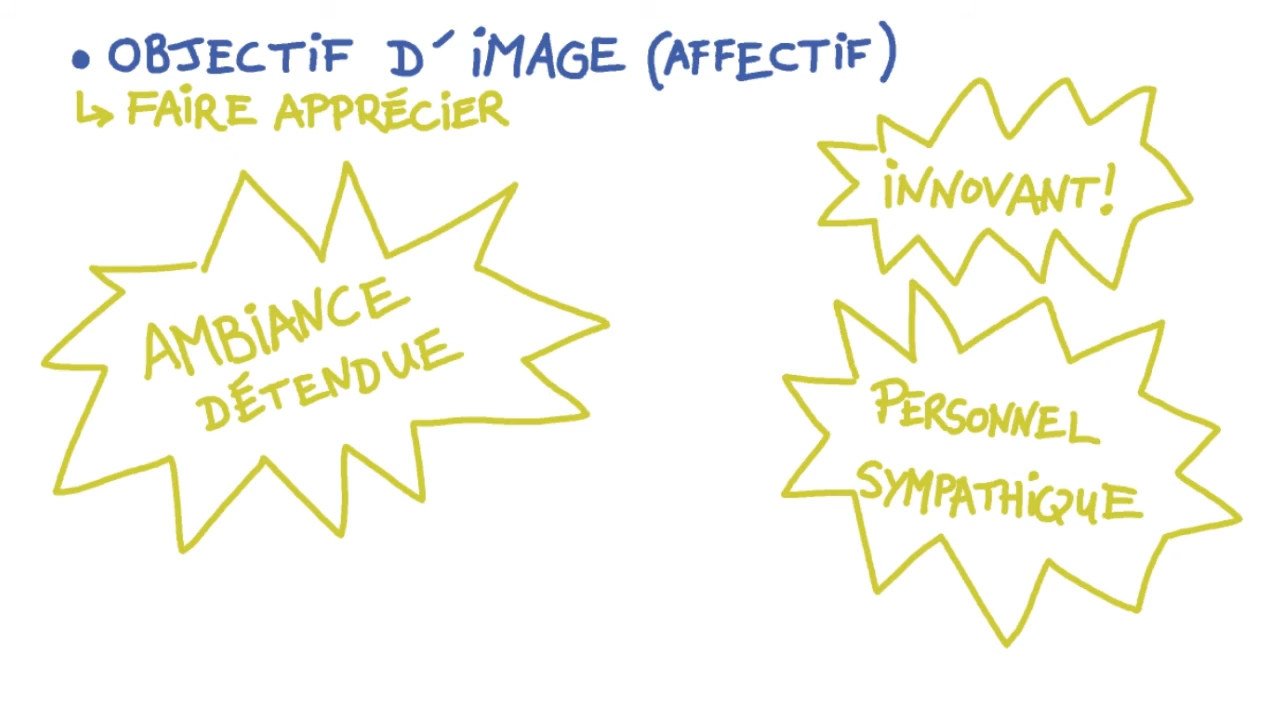 • OBJECTIF D'IMAGE (AFFECTIF)
↳ FAIRE APPRÉCIER
AMBIANCE
DÉTENDUE
INNOVANT!
PERSONNEL
SYMPATHIQUE